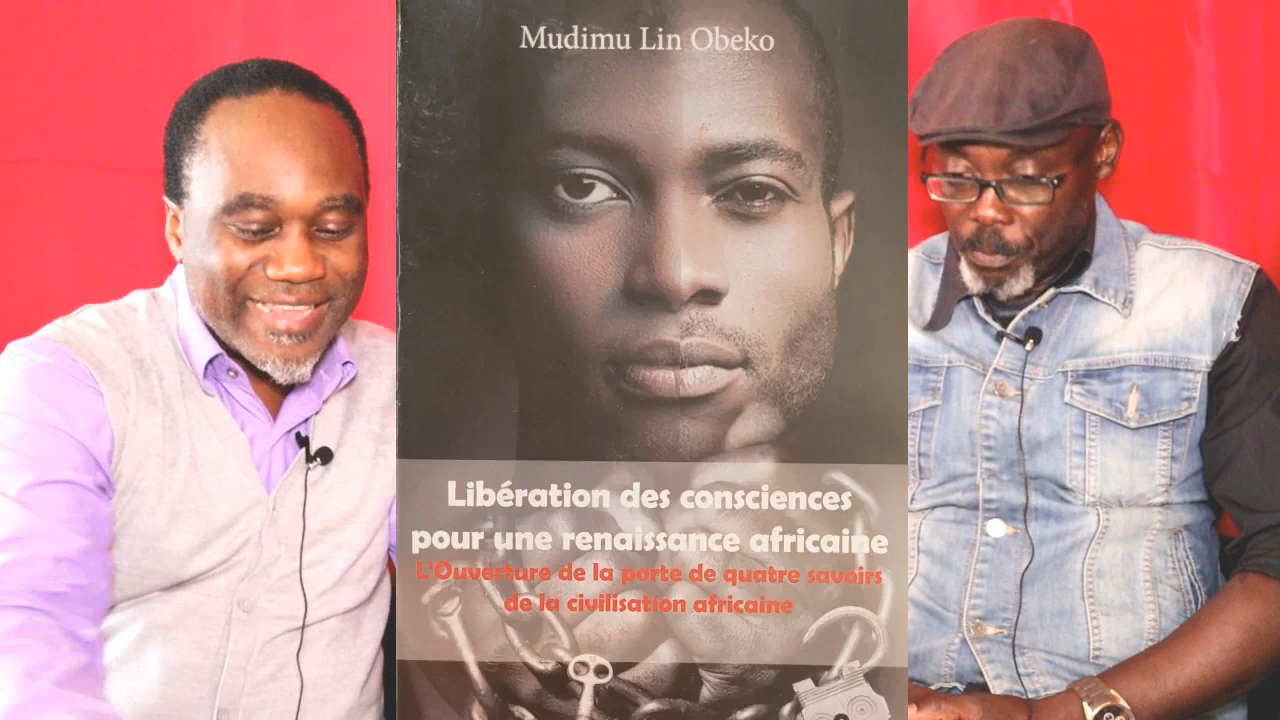 Mudimu Lin Obeko
Libération des consciences
pour une renaissance africaine
L'Ouverture de la porte de quatre savoirs
de la civilisation africaine